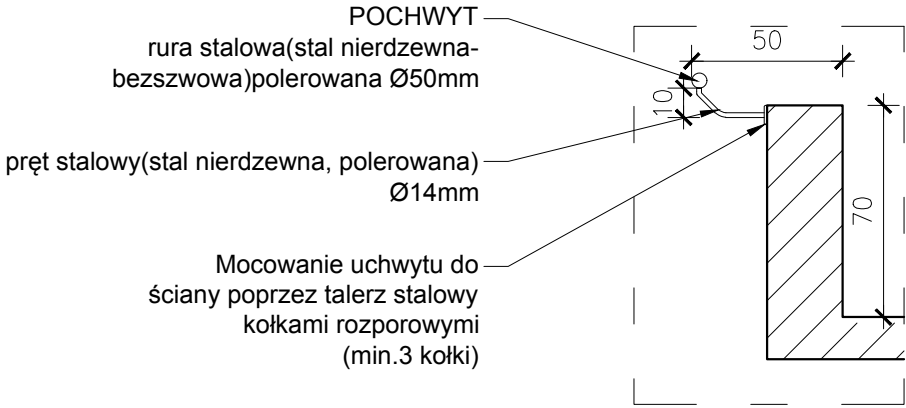 POCHWYT
rura stalowa(stal nierdzewna-
bezszwowa)polerowana Ø50mm
pręt stalowy(stal nierdzewna, polerowana)
Ø14mm
Mocowanie uchwytu do
ściany poprzez talerz stalowy
kołkami rozporowymi
(min.3 kołki)
50
10
70